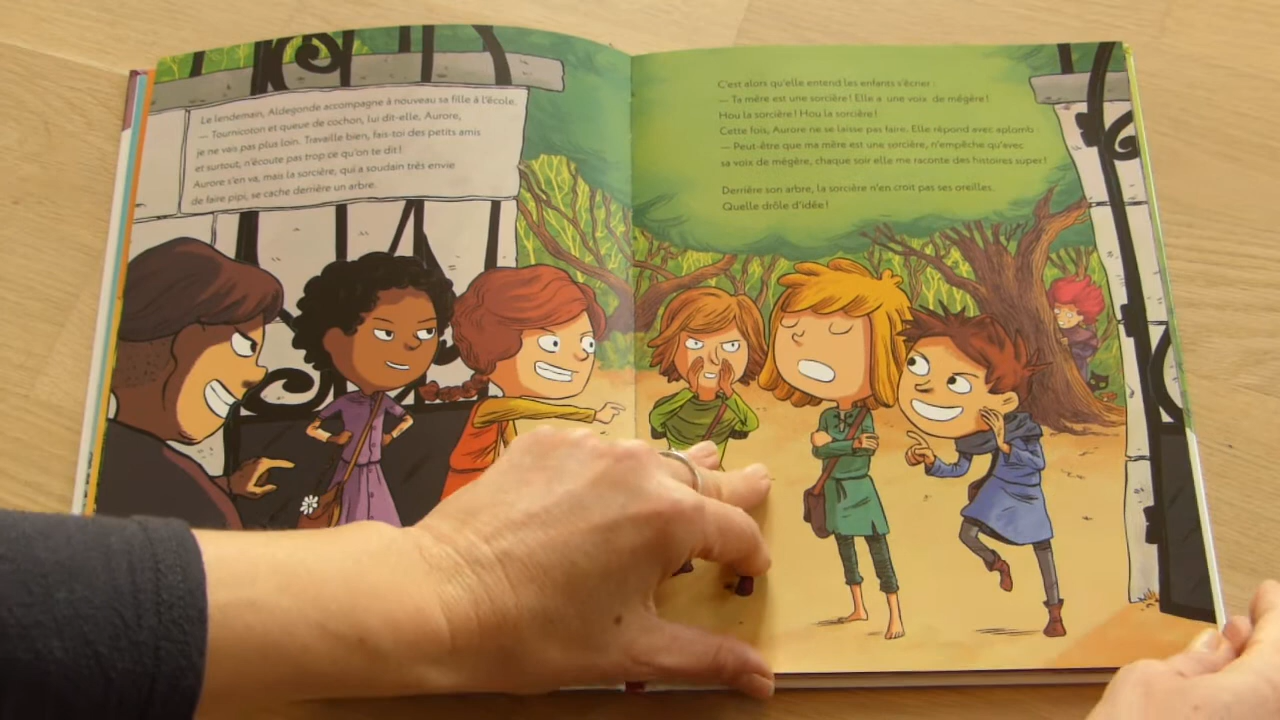 Le lendemain, Aldegonde accompagne à nouveau sa fille à l'école.
— Tournicoton et queue de cochon, lui dit-elle, Aurore,
je ne vais pas plus loin. Travaille bien, fais-toi des petits amis
et surtout, n'écoute pas trop ce qu'on te dit !
Aurore s'en va, mais la sorcière, qui a soudain très envie
de faire pipi, se cache derrière un arbre.
C'est alors qu'elle entend les enfants s'écrier :
— Ta mère est une sorcière ! Elle a une voix de mégère !
Hou la sorcière ! Hou la sorcière !
Cette fois, Aurore ne se laisse pas faire. Elle répond avec aplomb :
— Peut-être que ma mère est une sorcière, n'empêche qu'avec
sa voix de mégère, chaque soir elle me raconte des histoires super !
Derrière son arbre, la sorcière n'en croit pas ses oreilles.
Quelle drôle d'idée !